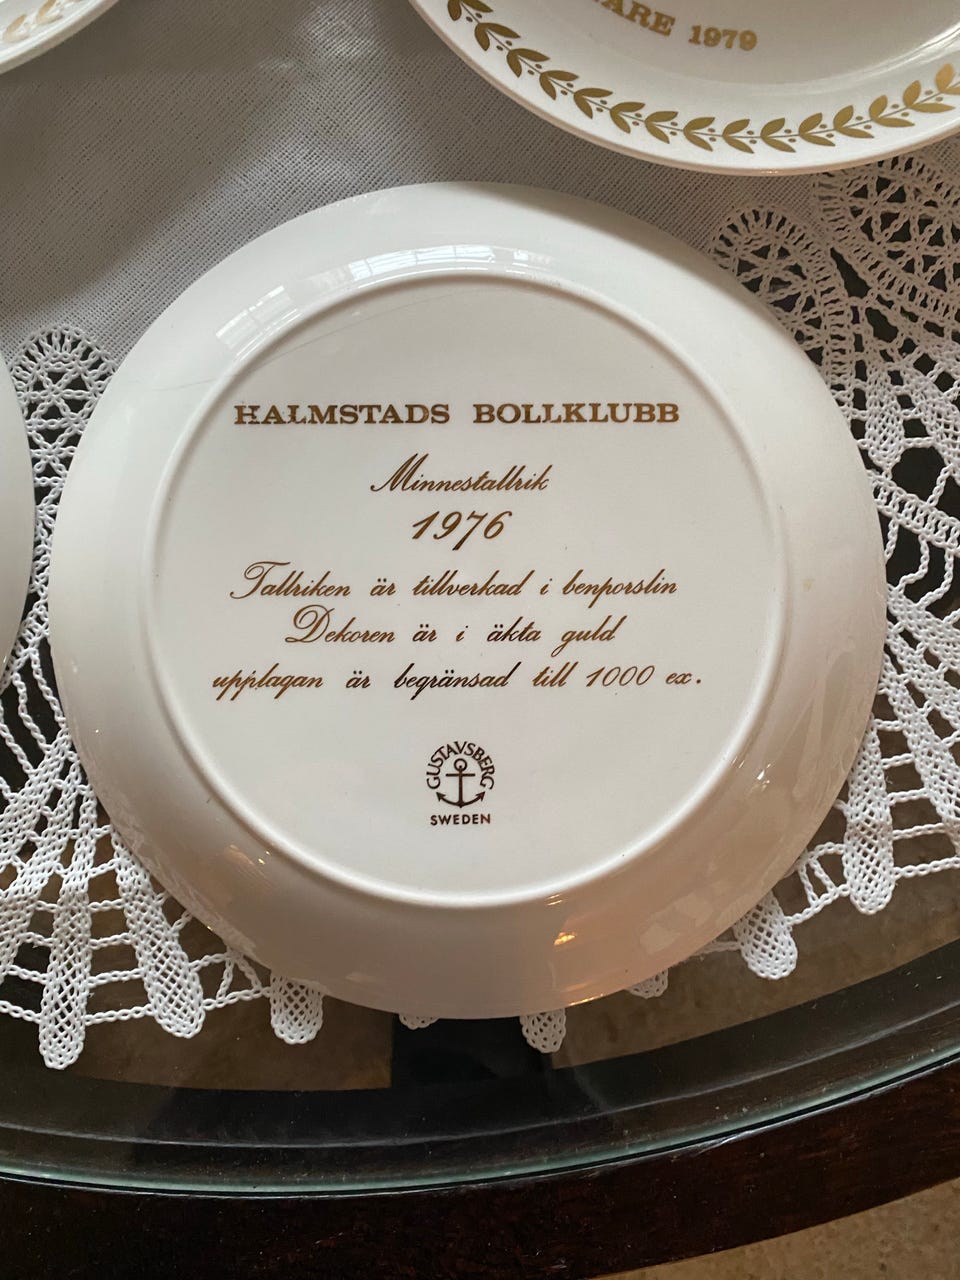 ARE 1979
HALMSTADS BOLLKLUBB
Minnestallrik
1976
Tallriken är tillverkad i benporslin
Dekoren är i äkta guld
upplagan är begränsad till 1000 ex.
GUSTAVSBERG
SWEDEN